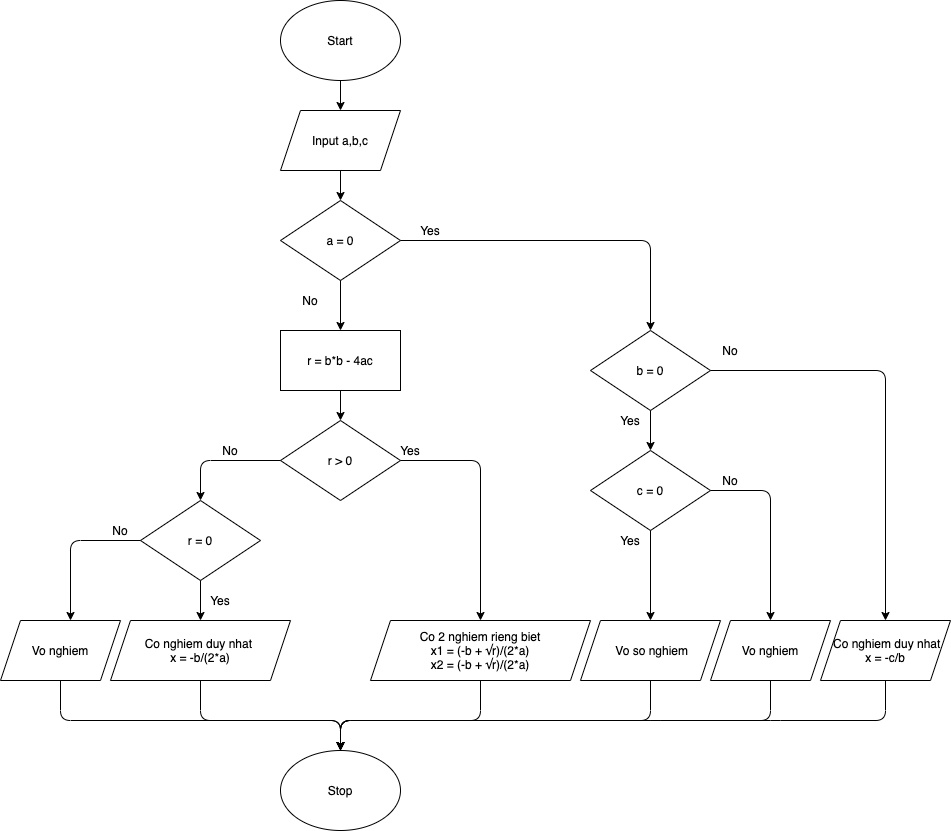 Start
Input a,b,c
a = 0
Yes
No
r = b*b - 4ac
b = 0
No
Yes
r > 0
No
Yes
c = 0
No
Yes
r = 0
No
Yes
Vo nghiem
Co nghiem duy nhat
x = -b/(2*a)
Co 2 nghiem rieng biet
x1 = (-b + √r)/(2*a)
x2 = (-b + √r)/(2*a)
Vo so nghiem
Vo nghiem
Co nghiem duy nhat
x = -c/b
Stop